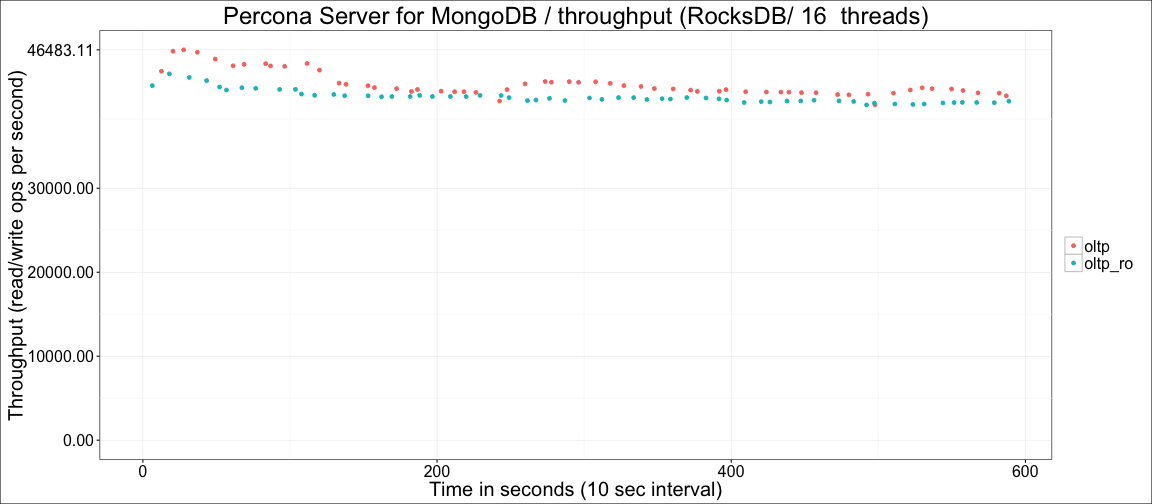 Percona Server for MongoDB / throughput (RocksDB/ 16  threads)
Throughput (read/write ops per second)
46483.11
30000.00
20000.00
10000.00
0.00
0
200
400
600
Time in seconds (10 sec interval)
oltp
oltp_ro